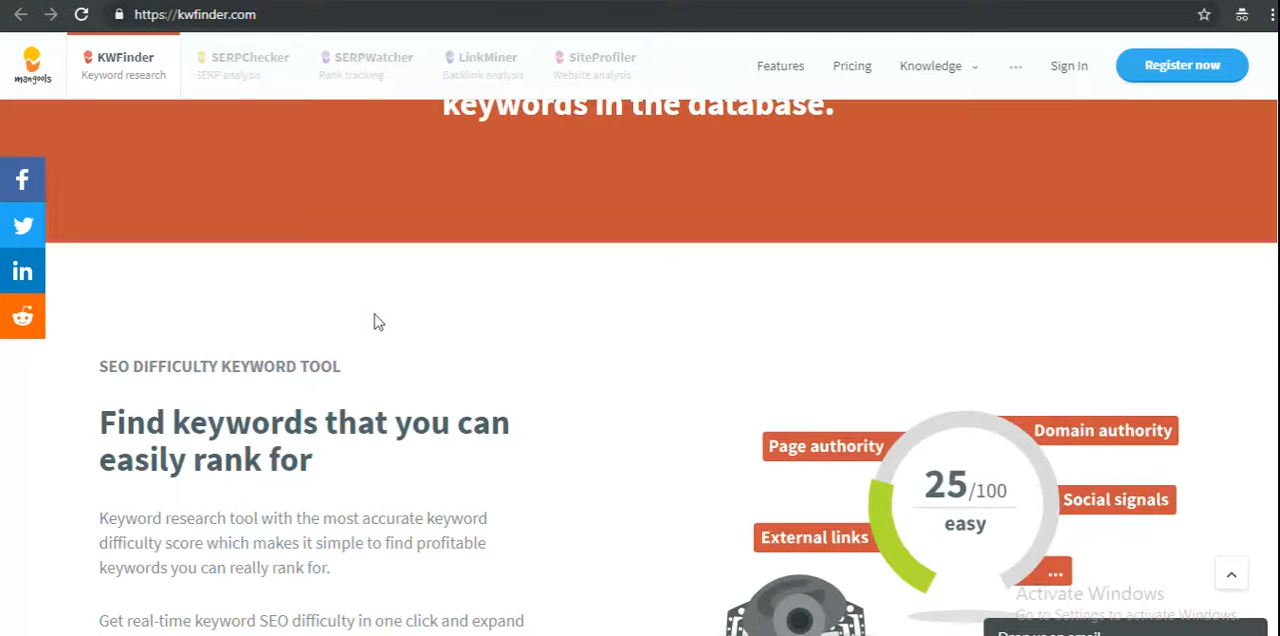 https://kwfinder.com
mangools
KWFinder
Keyword research
SERPChecker
SERP analysis
SERPWatcher
Rank tracking
LinkMiner
Backlink analysis
SiteProfiler
Website analysis
Features
Pricing
Knowledge
...
Sign In
Register now
keywords in the database.
SEO DIFFICULTY KEYWORD TOOL
Find keywords that you can
easily rank for
Keyword research tool with the most accurate keyword
difficulty score which makes it simple to find profitable
keywords you can really rank for.
Get real-time keyword SEO difficulty in one click and expand
Page authority
Domain authority
25/100
easy
Social signals
External links
...
Activate Windows
Go to Settings to activate Windows.
Drop us an email